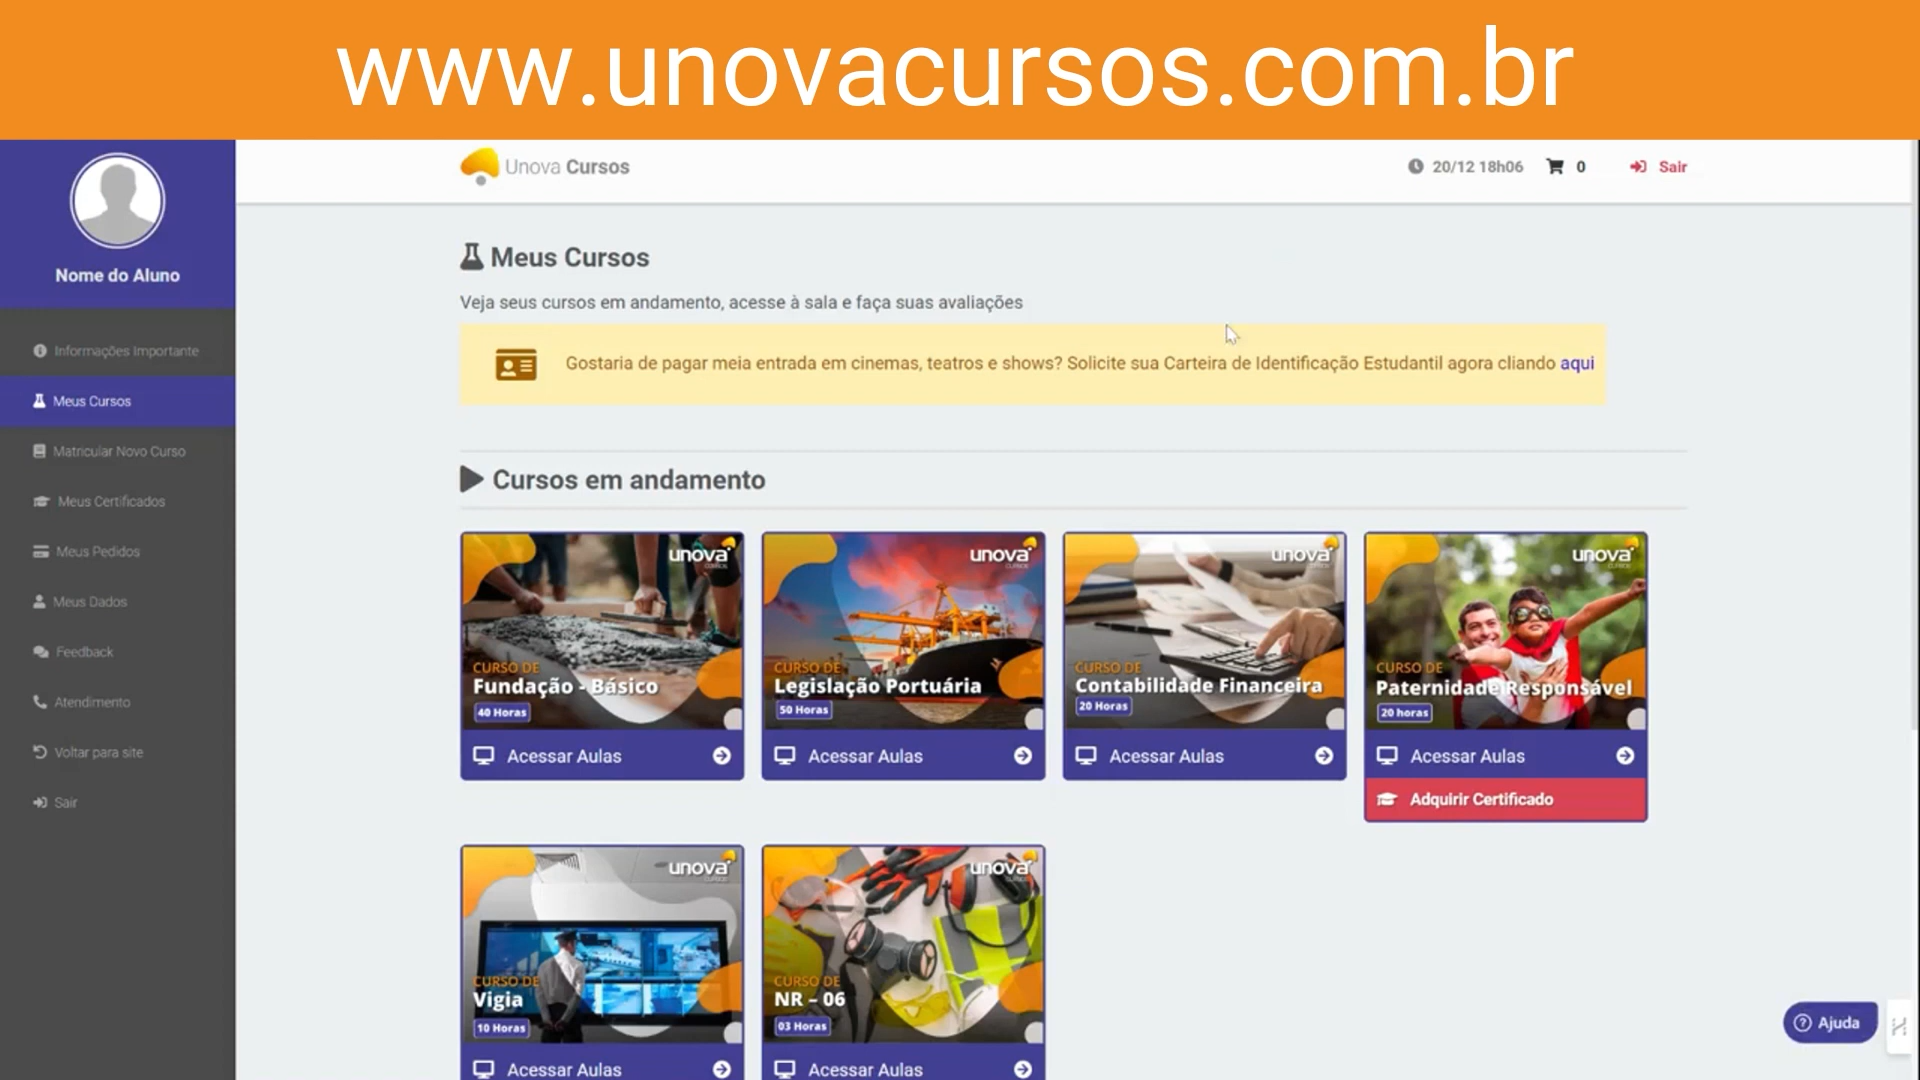 www.unovacursos.com.br
Nome do Aluno
Informações Importante
Meus Cursos
Matricular Novo Curso
Meus Certificados
Meus Pedidos
Meus Dados
Feedback
Atendimento
Voltar para site
Sair
Unova Cursos
20/12 18h06
0
Sair
Meus Cursos
Veja seus cursos em andamento, acesse à sala e faça suas avaliações
Gostaria de pagar meia entrada em cinemas, teatros e shows? Solicite sua Carteira de Identificação Estudantil agora cliando aqui
Cursos em andamento
unova
CURSOS
CURSO DE
Fundação - Básico
40 Horas
Acessar Aulas
unova
CURSOS
CURSO DE
Legislação Portuária
50 Horas
Acessar Aulas
unova
CURSOS
CURSO DE
Contabilidade Financeira
20 Horas
Acessar Aulas
unova
CURSOS
CURSO DE
Paternidade Responsável
20 horas
Acessar Aulas
Adquirir Certificado
unova
CURSOS
CURSO DE
Vigia
10 Horas
Acessar Aulas
unova
CURSOS
CURSO DE
NR – 06
03 Horas
Acessar Aulas
Ajuda